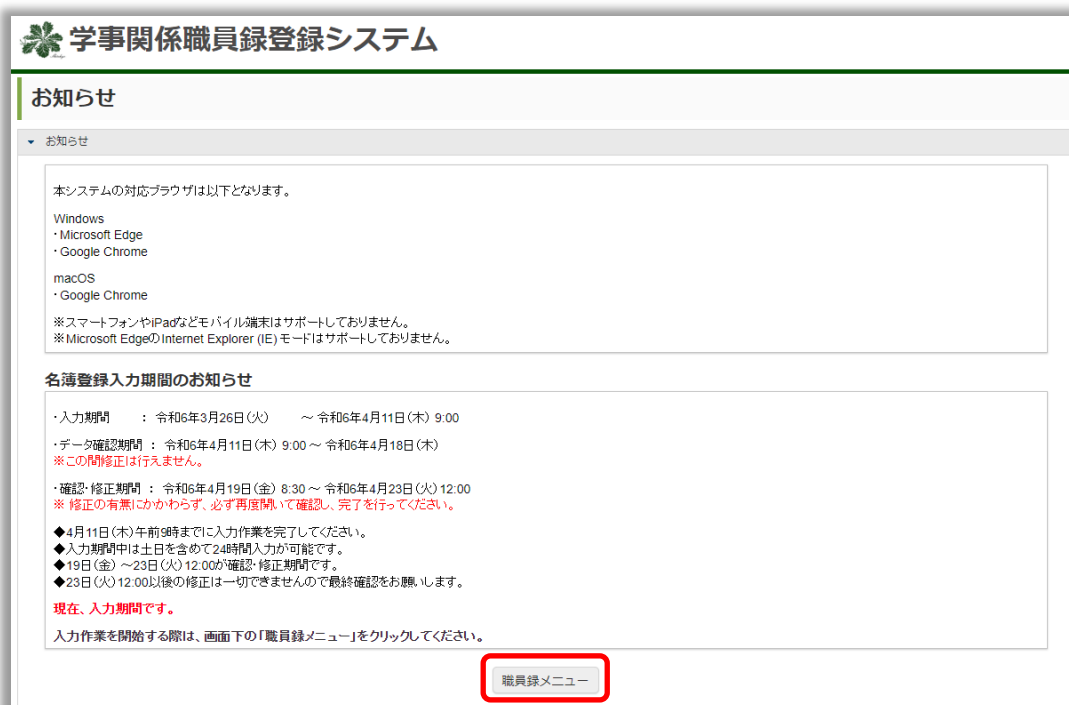 学事関係職員録登録システム
お知らせ
お知らせ
本システムの対応ブラウザは以下となります。
Windows
・Microsoft Edge
・Google Chrome
macOS
・Google Chrome
※スマートフォンやiPadなどモバイル端末はサポートしておりません。
※Microsoft EdgeのInternet Explorer (IE) モードはサポートしておりません。
名簿登録入力期間のお知らせ
・入力期間 : 令和6年3月26日(火) ～ 令和6年4月11日(木) 9:00
・データ確認期間 : 令和6年4月11日(木) 9:00 ～ 令和6年4月18日(木)
※この間修正は行えません。
・確認・修正期間 : 令和6年4月19日(金) 8:30 ～ 令和6年4月23日(火) 12:00
※ 修正の有無にかかわらず、必ず再度開いて確認し、完了を行ってください。
◆4月11日(木)午前9時までに入力作業を完了してください。
◆入力期間中は土日を含めて24時間入力が可能です。
◆19日(金) ～23日(火) 12:00が確認・修正期間です。
◆23日(火) 12:00以後の修正は一切できませんので最終確認をお願いします。
現在、入力期間です。
入力作業を開始する際は、画面下の「職員録メニュー」をクリックしてください。
職員録メニュー